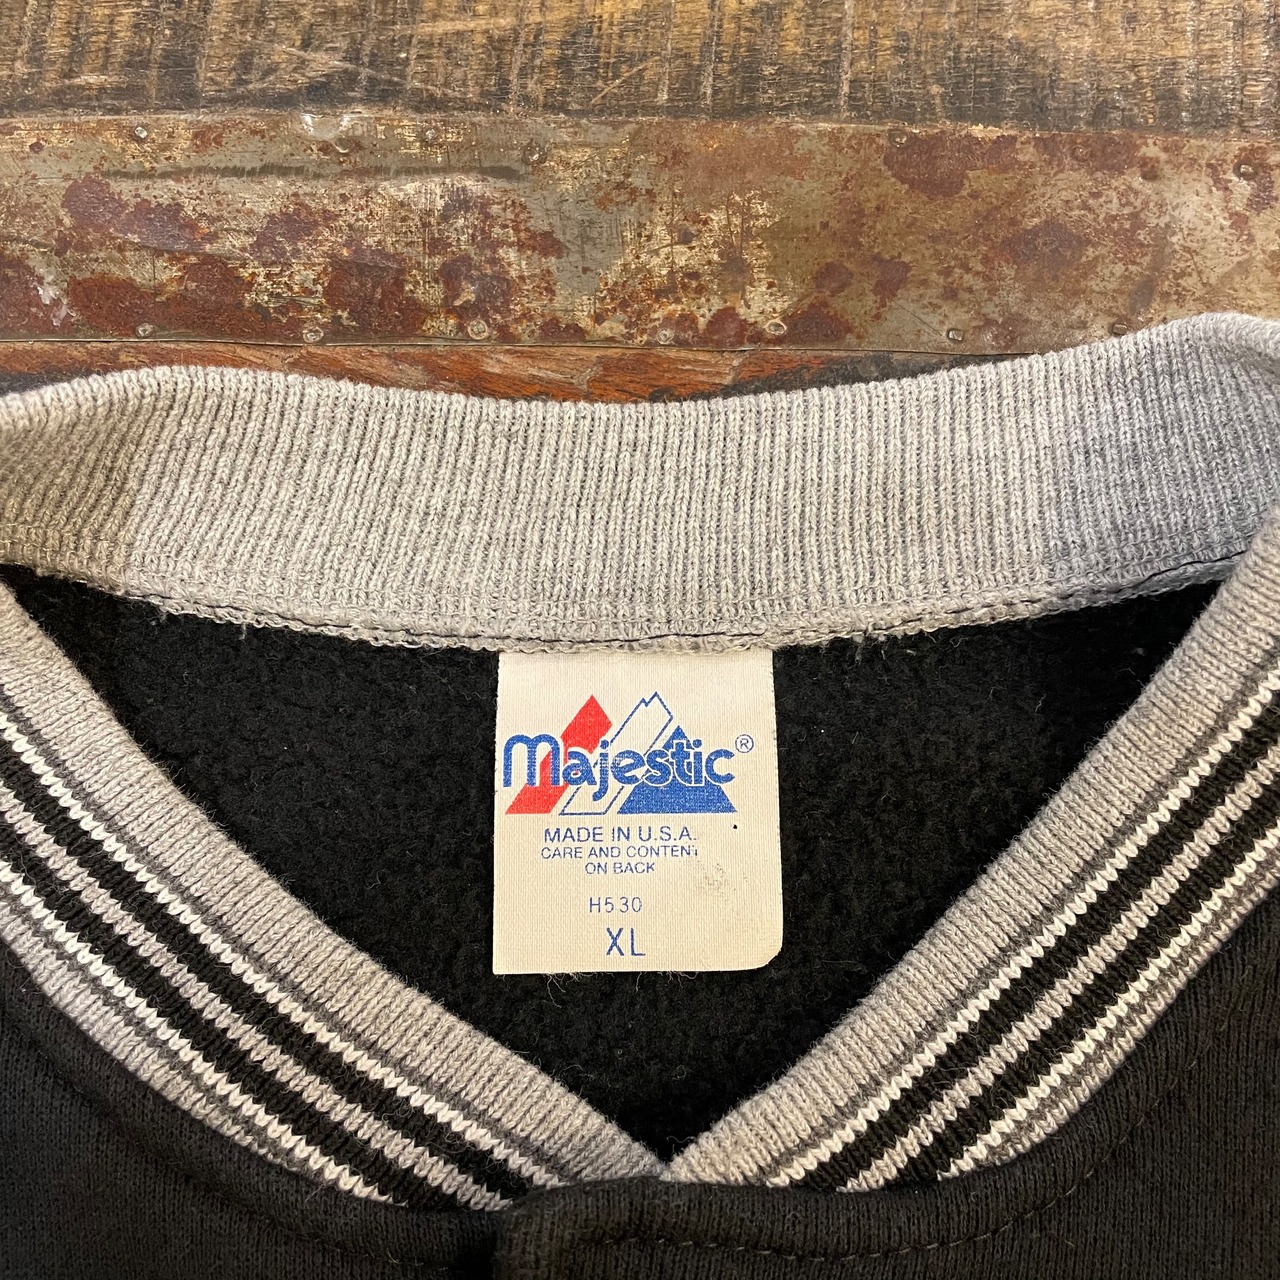 Majestic®
MADE IN U.S.A.
CARE AND CONTENT
ON BACK
H530
XL